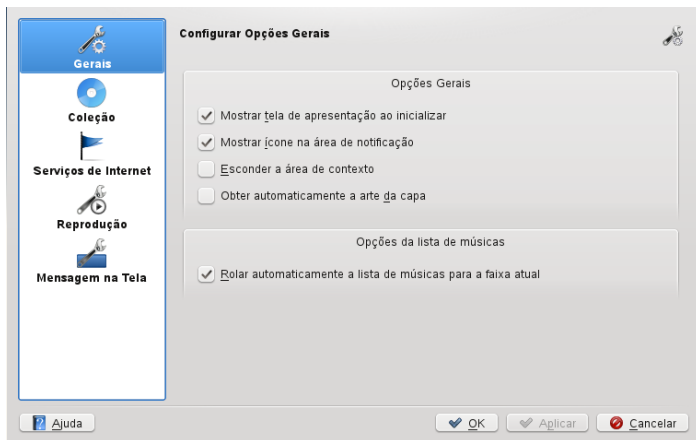 Gerais
Coleção
Serviços de Internet
Reprodução
Mensagem na Tela
Configurar Opções Gerais
Opções Gerais
Mostrar tela de apresentação ao inicializar
Mostrar ícone na área de notificação
Esconder a área de contexto
Obter automaticamente a arte da capa
Opções da lista de músicas
Rolar automaticamente a lista de músicas para a faixa atual
Ajuda
OK
Aplicar
Cancelar